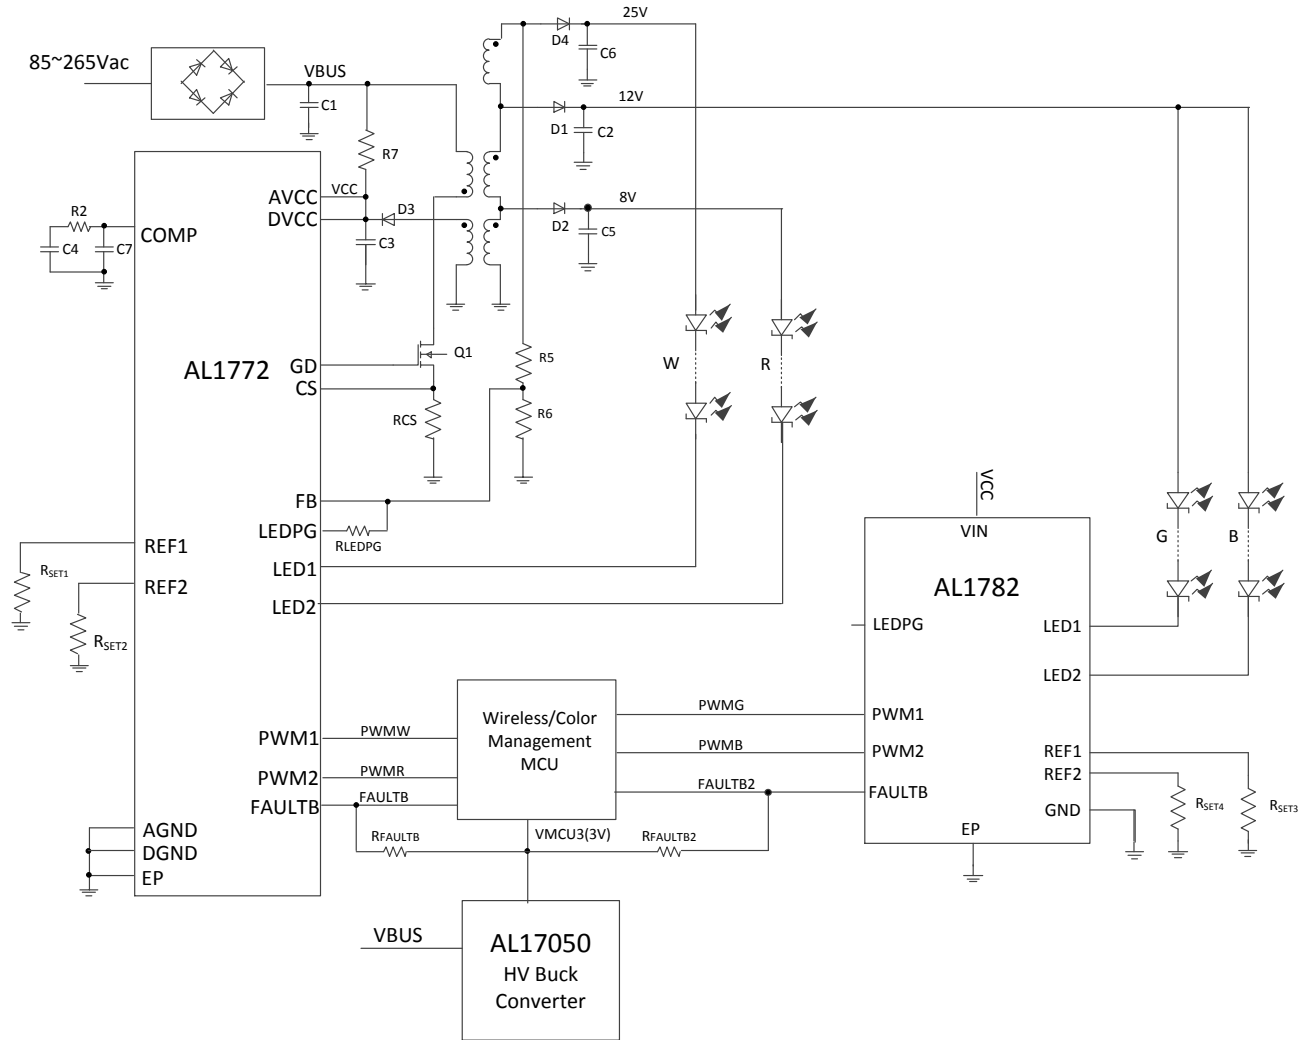 25V
D4
C6
85~265Vac
VBUS
C1
12V
D1
C2
R7
VCC
AVCC
DVCC
D3
C3
8V
D2
C5
R2
COMP
C4
C7
AL1772
GD
CS
Q1
RCS
R5
R6
W
R
FB
LEDPG
RLEDPG
LED1
LED2
REF1
REF2
RSET1
RSET2
VCC
VIN
AL1782
G
B
LEDPG
LED1
LED2
PWM1
PWMW
PWM2
PWMR
FAULTB
FAULTB
Wireless/Color
Management
MCU
PWMG
PWM1
PWMB
PWM2
FAULTB2
FAULTB
REF1
REF2
GND
RSET4
RSET3
EP
AGND
DGND
EP
RFAULTB
VMCU3(3V)
RFAULTB2
VBUS
AL17050
HV Buck
Converter